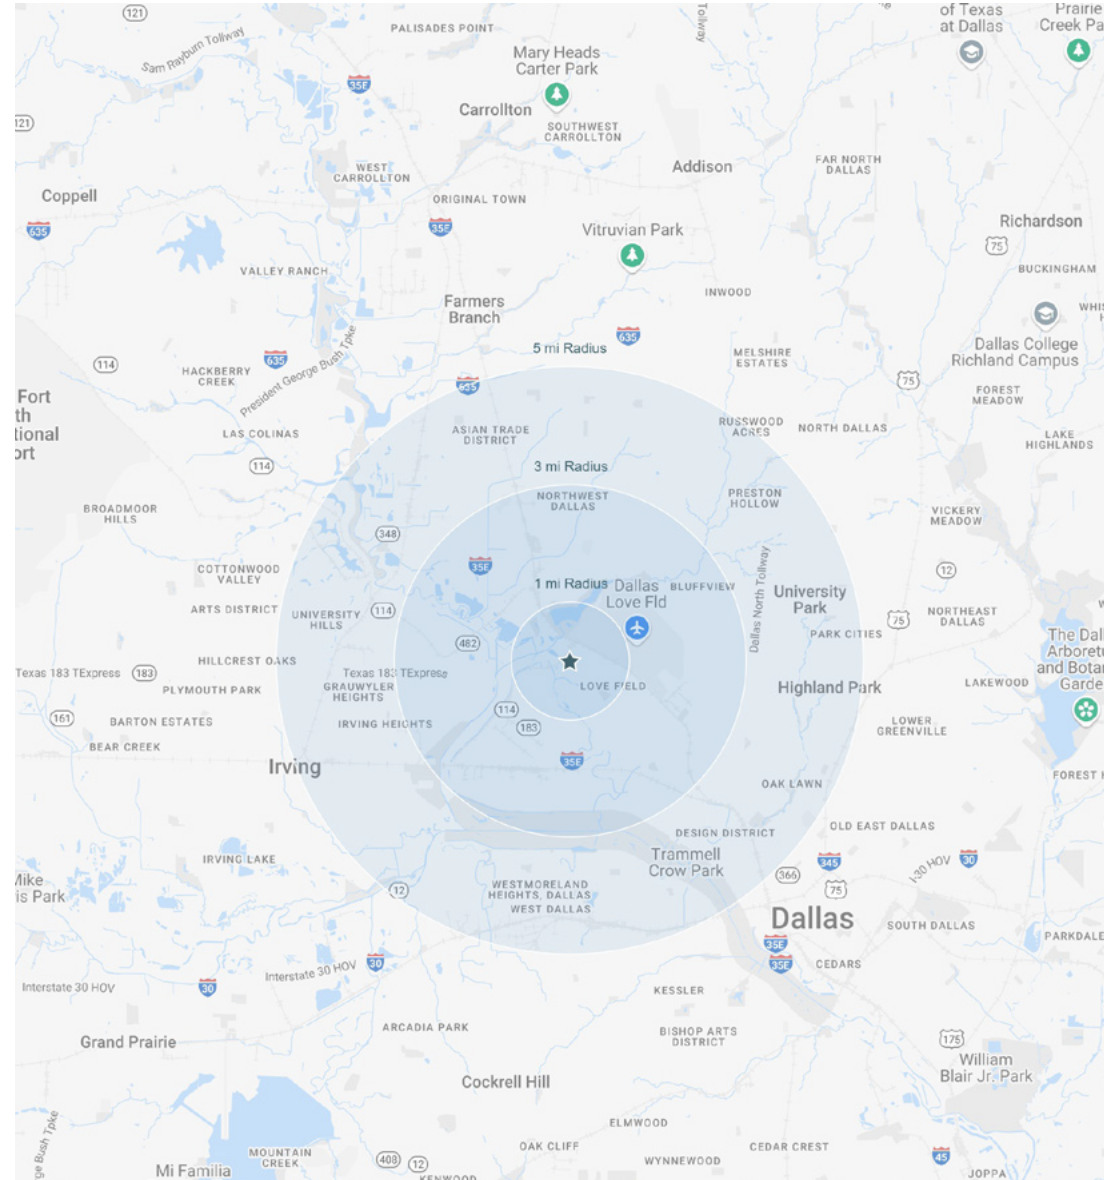 121
PALISADES POINT
Tollway
of Texas
at Dallas
Prairie
Creek Pa
Sam Rayburn Tollway
Mary Heads
Carter Park
35E
Carrollton
121
SOUTHWEST
CARROLLTON
WEST
CARROLLTON
Addison
FAR NORTH
DALLAS
Coppell
ORIGINAL TOWN
635
35E
Vitruvian Park
Richardson
75
VALLEY RANCH
BUCKINGHAM
INWOOD
Farmers
Branch
WHIS
Dallas College
Richland Campus
President George Bush Tpke
635
5 mi Radius
635
MELSHIRE
ESTATES
114
HACKBERRY
CREEK
635
75
FOREST
MEADOW
Fort
th
tional
ort
LAS COLINAS
ASIAN TRADE
DISTRICT
RUSSWOOD
ACRES
NORTH DALLAS
LAKE
HIGHLANDS
114
3 mi Radius
BROADMOOR
HILLS
NORTHWEST
DALLAS
PRESTON
HOLLOW
VICKERY
MEADOW
348
COTTONWOOD
VALLEY
35E
Dallas North Tollway
12
1 mi Radius
Dallas
Love Fld
BLUFFVIEW
University
Park
ARTS DISTRICT
UNIVERSITY
HILLS
114
75
NORTHEAST
DALLAS
PARK CITIES
482
The Dal
Arboretu
and Botan
Garde
HILLCREST OAKS
Texas 183 TExpress
183
Texas 183 TExpress
PLYMOUTH PARK
GRAUWYLER
HEIGHTS
LOVE FIELD
Highland Park
LAKEWOOD
161
BARTON ESTATES
IRVING HEIGHTS
114
183
LOWER
GREENVILLE
BEAR CREEK
Irving
35E
FOREST H
OAK LAWN
DESIGN DISTRICT
OLD EAST DALLAS
IRVING LAKE
Trammell
Crow Park
345
I-30 HOV
30
366
75
Mike
is Park
12
WESTMORELAND
HEIGHTS, DALLAS
WEST DALLAS
Dallas
SOUTH DALLAS
PARKDALE
35E
35E
CEDARS
30
Interstate 30 HOV
Interstate 30 HOV
30
KESSLER
ARCADIA PARK
BISHOP ARTS
DISTRICT
Grand Prairie
175
William
Blair Jr. Park
Cockrell Hill
ge Bush Tpke
ELMWOOD
OAK CLIFF
CEDAR CREST
MOUNTAIN
CREEK
408
12
WYNNEWOOD
45
Mi Familia
KENWOOD
JOPPA